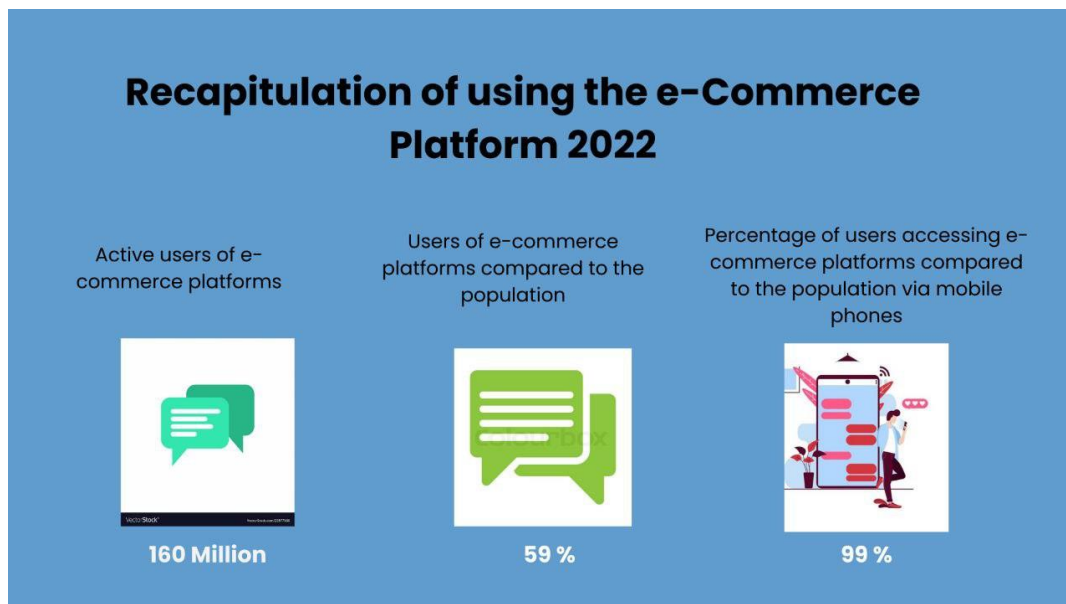 Recapitulation of using the e-Commerce
Platform 2022
Active users of e-
commerce platforms
Users of e-commerce
platforms compared to the
population
Percentage of users accessing e-
commerce platforms compared
to the population via mobile
phones
colourbox
VectorStock
160 Million
59 %
99 %